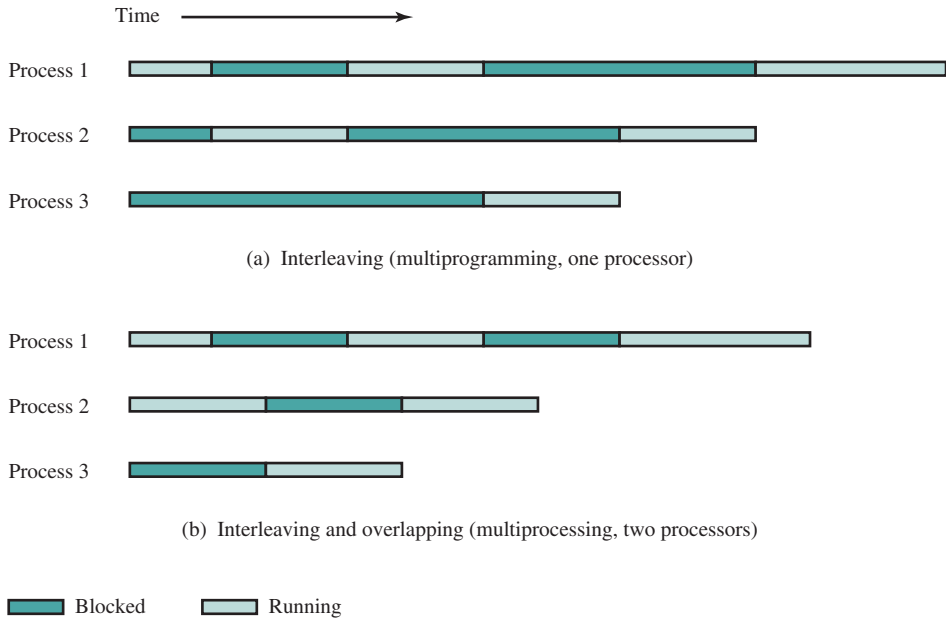 Time
Process 1
Process 2
Process 3
(a) Interleaving (multiprogramming, one processor)
Process 1
Process 2
Process 3
(b) Interleaving and overlapping (multiprocessing, two processors)
Blocked
Running